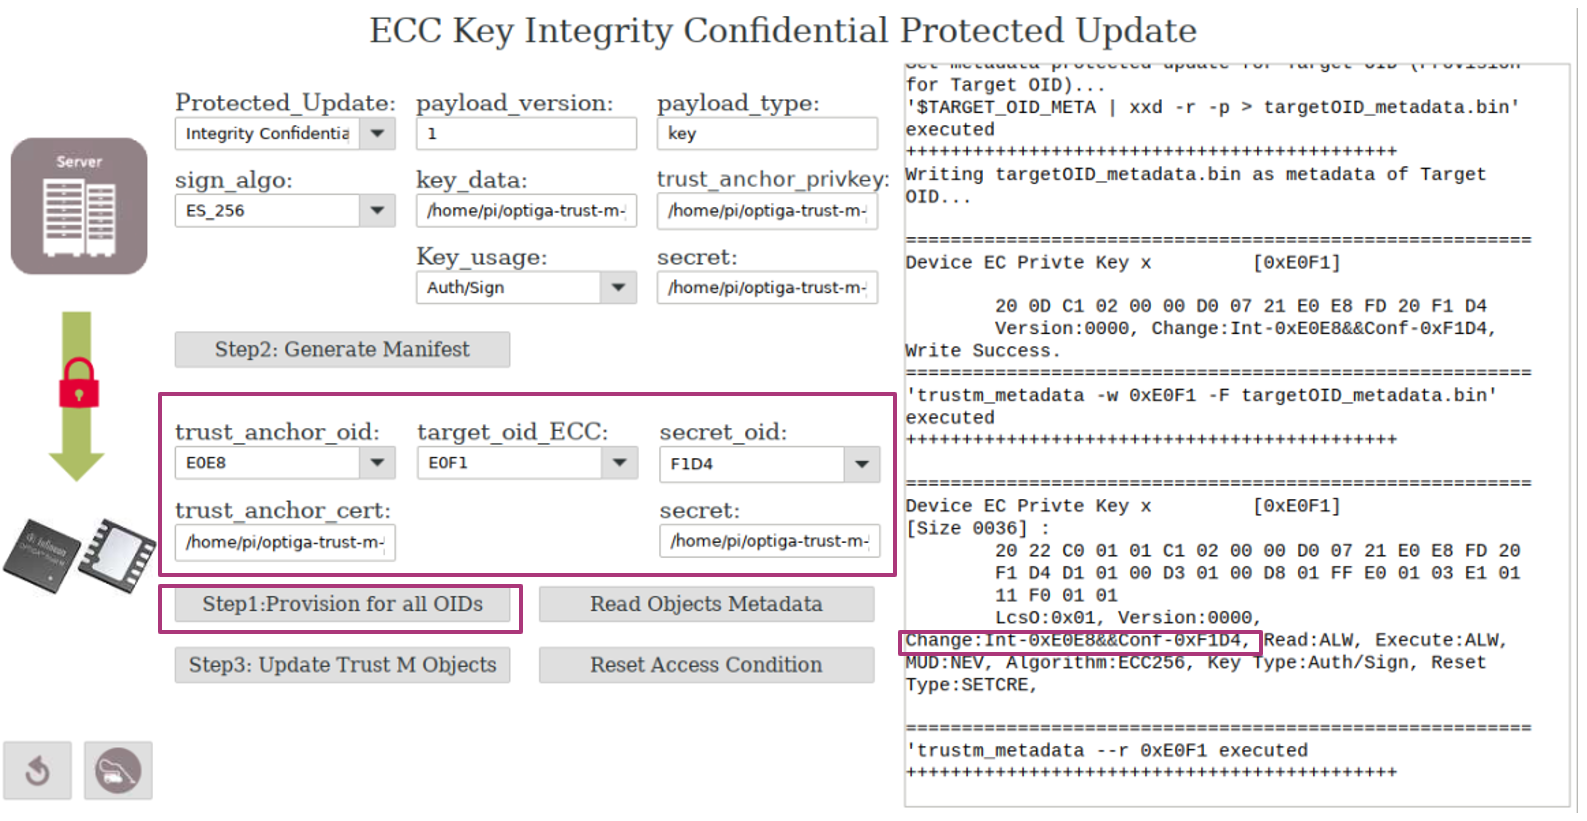 ECC Key Integrity Confidential Protected Update
Server
Protected_Update:
payload_version:
payload_type:
Integrity Confidentia
1
key
sign_algo:
key_data:
trust_anchor_privkey:
ES_256
/home/pi/optiga-trust-m-
/home/pi/optiga-trust-m-
Key_usage:
secret:
Auth/Sign
/home/pi/optiga-trust-m-
Step2: Generate Manifest
trust_anchor_oid:
target_oid_ECC:
secret_oid:
E0E8
E0F1
F1D4
trust_anchor_cert:
secret:
/home/pi/optiga-trust-m-
/home/pi/optiga-trust-m-
Step1:Provision for all OIDs
Read Objects Metadata
Step3: Update Trust M Objects
Reset Access Condition
Infineon
Set metadata protected update for Target OID (Provision
for Target OID)...
'$TARGET_OID_META | xxd -r -p > targetOID_metadata.bin'
executed
++++++++++++++++++++++++++++++++++++++++++++
Writing targetOID_metadata.bin as metadata of Target
OID...
========================================================
Device EC Privte Key x [0xE0F1]
20 0D C1 02 00 00 D0 07 21 E0 E8 FD 20 F1 D4
Version:0000, Change:Int-0xE0E8&&Conf-0xF1D4,
Write Success.
========================================================
'trustm_metadata -w 0xE0F1 -F targetOID_metadata.bin'
executed
++++++++++++++++++++++++++++++++++++++++++++
========================================================
Device EC Privte Key x [0xE0F1]
[Size 0036] :
20 22 C0 01 01 C1 02 00 00 D0 07 21 E0 E8 FD 20
F1 D4 D1 01 00 D3 01 00 D8 01 FF E0 01 03 E1 01
11 F0 01 01
LcsO:0x01, Version:0000,
Change:Int-0xE0E8&&Conf-0xF1D4, Read:ALW, Execute:ALW,
MUD:NEV, Algorithm:ECC256, Key Type:Auth/Sign, Reset
Type:SETCRE,
========================================================
'trustm_metadata --r 0xE0F1 executed
++++++++++++++++++++++++++++++++++++++++++++